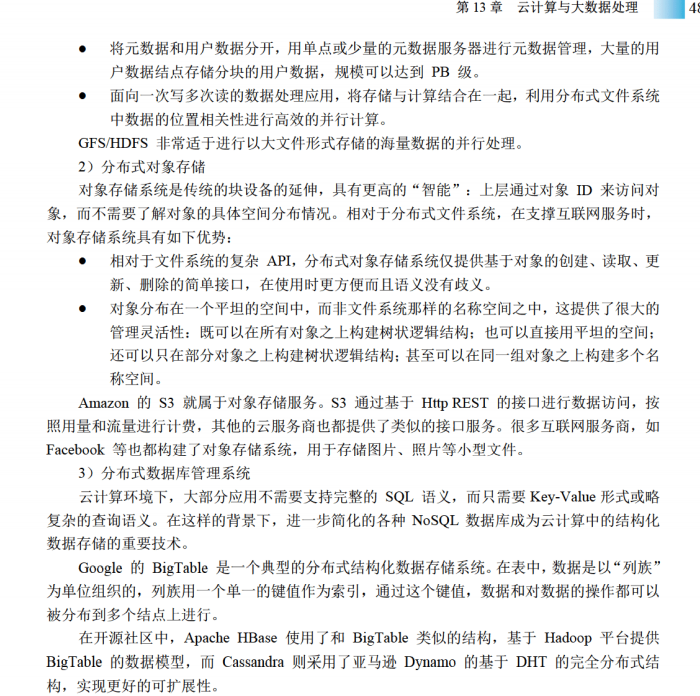 第 13 章 云计算与大数据处理 48
● 将元数据和用户数据分开，用单点或少量的元数据服务器进行元数据管理，大量的用
户数据结点存储分块的用户数据，规模可以达到 PB 级。
● 面向一次写多次读的数据处理应用，将存储与计算结合在一起，利用分布式文件系统
中数据的位置相关性进行高效的并行计算。
GFS/HDFS 非常适于进行以大文件形式存储的海量数据的并行处理。
2）分布式对象存储
对象存储系统是传统的块设备的延伸，具有更高的“智能”：上层通过对象 ID 来访问对
象，而不需要了解对象的具体空间分布情况。相对于分布式文件系统，在支撑互联网服务时，
对象存储系统具有如下优势：
● 相对于文件系统的复杂 API，分布式对象存储系统仅提供基于对象的创建、读取、更
新、删除的简单接口，在使用时更方便而且语义没有歧义。
● 对象分布在一个平坦的空间中，而非文件系统那样的名称空间之中，这提供了很大的
管理灵活性：既可以在所有对象之上构建树状逻辑结构；也可以直接用平坦的空间；
还可以只在部分对象之上构建树状逻辑结构；甚至可以在同一组对象之上构建多个名
称空间。
Amazon 的 S3 就属于对象存储服务。S3 通过基于 Http REST 的接口进行数据访问，按
照用量和流量进行计费，其他的云服务商也都提供了类似的接口服务。很多互联网服务商，如
Facebook 等也都构建了对象存储系统，用于存储图片、照片等小型文件。
3）分布式数据库管理系统
云计算环境下，大部分应用不需要支持完整的 SQL 语义，而只需要 Key-Value 形式或略
复杂的查询语义。在这样的背景下，进一步简化的各种 NoSQL 数据库成为云计算中的结构化
数据存储的重要技术。
Google 的 BigTable 是一个典型的分布式结构化数据存储系统。在表中，数据是以“列族”
为单位组织的，列族用一个单一的键值作为索引，通过这个键值，数据和对数据的操作都可以
被分布到多个结点上进行。
在开源社区中，Apache HBase 使用了和 BigTable 类似的结构，基于 Hadoop 平台提供
BigTable 的数据模型，而 Cassandra 则采用了亚马逊 Dynamo 的基于 DHT 的完全分布式结
构，实现更好的可扩展性。